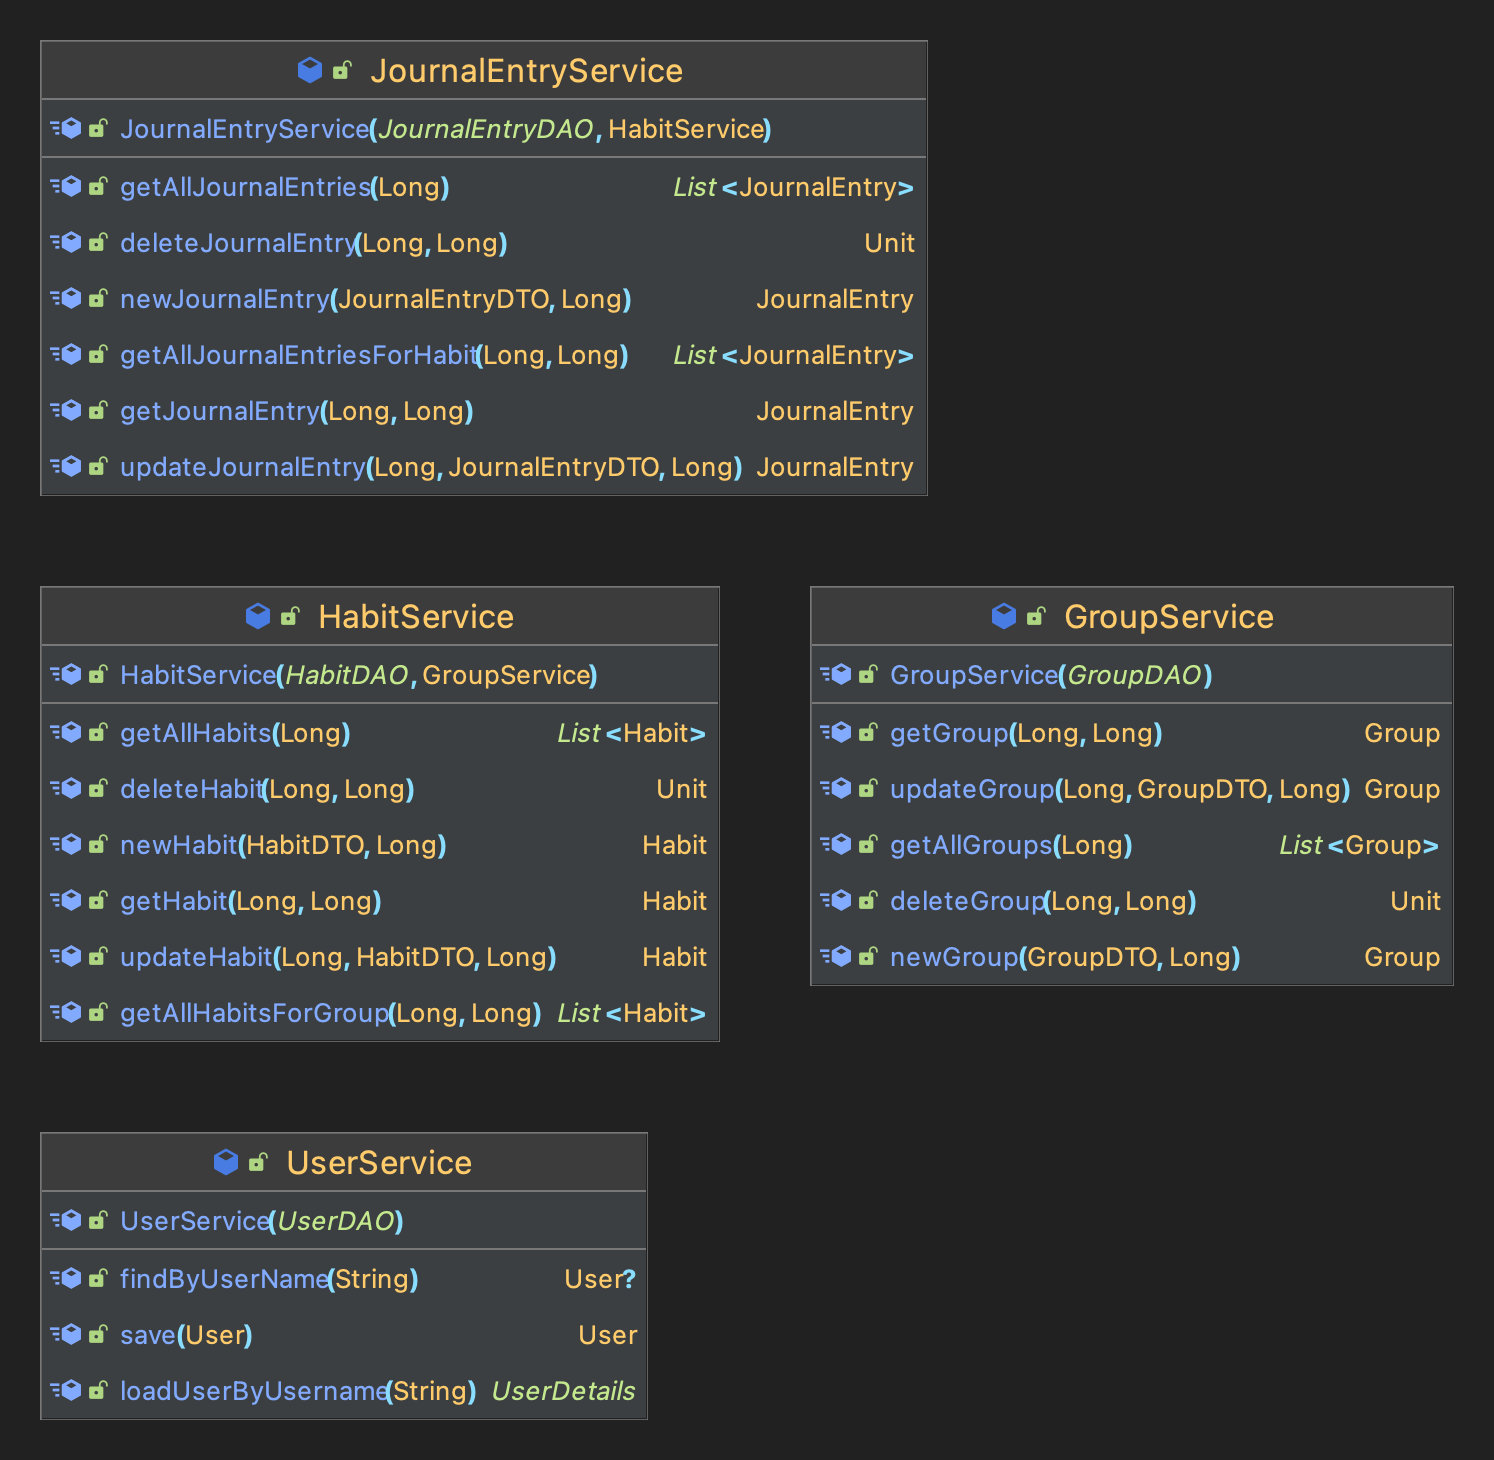 JournalEntryService
JournalEntryService(JournalEntryDAO, HabitService)
getAllJournalEntries(Long) List<JournalEntry>
deleteJournalEntry(Long, Long) Unit
newJournalEntry(JournalEntryDTO, Long) JournalEntry
getAllJournalEntriesForHabit(Long, Long) List<JournalEntry>
getJournalEntry(Long, Long) JournalEntry
updateJournalEntry(Long, JournalEntryDTO, Long) JournalEntry
HabitService
HabitService(HabitDAO, GroupService)
getAllHabits(Long) List<Habit>
deleteHabit(Long, Long) Unit
newHabit(HabitDTO, Long) Habit
getHabit(Long, Long) Habit
updateHabit(Long, HabitDTO, Long) Habit
getAllHabitsForGroup(Long, Long) List<Habit>
GroupService
GroupService(GroupDAO)
getGroup(Long, Long) Group
updateGroup(Long, GroupDTO, Long) Group
getAllGroups(Long) List<Group>
deleteGroup(Long, Long) Unit
newGroup(GroupDTO, Long) Group
UserService
UserService(UserDAO)
findByUserName(String) User?
save(User) User
loadUserByUsername(String) UserDetails